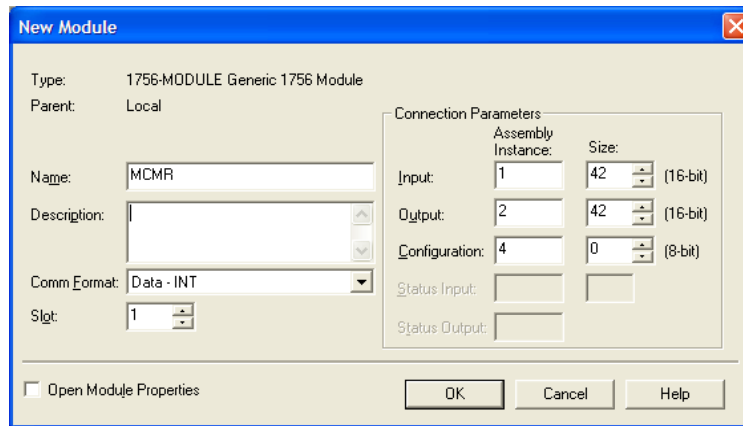 New Module
Type: 1756-MODULE Generic 1756 Module
Parent: Local
Name: MCMR
Description:
Comm Format: Data - INT
Slot: 1
Connection Parameters
Assembly Instance: Size:
Input: 1 42 (16-bit)
Output: 2 42 (16-bit)
Configuration: 4 0 (8-bit)
Status Input:
Status Output:
Open Module Properties
OK Cancel Help